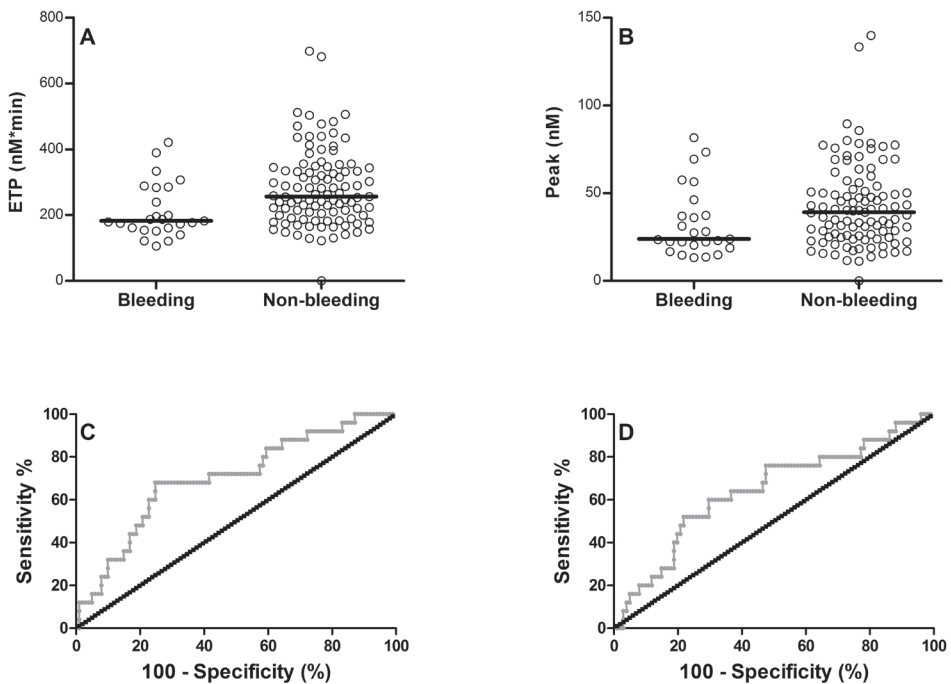 A
ETP (nM*min)
800
600
400
200
0
Bleeding
Non-bleeding
B
Peak (nM)
150
100
50
0
Bleeding
Non-bleeding
C
Sensitivity %
100
80
60
40
20
0
0 20 40 60 80 100
100 - Specificity (%)
D
Sensitivity %
100
80
60
40
20
0
0 20 40 60 80 100
100 - Specificity (%)